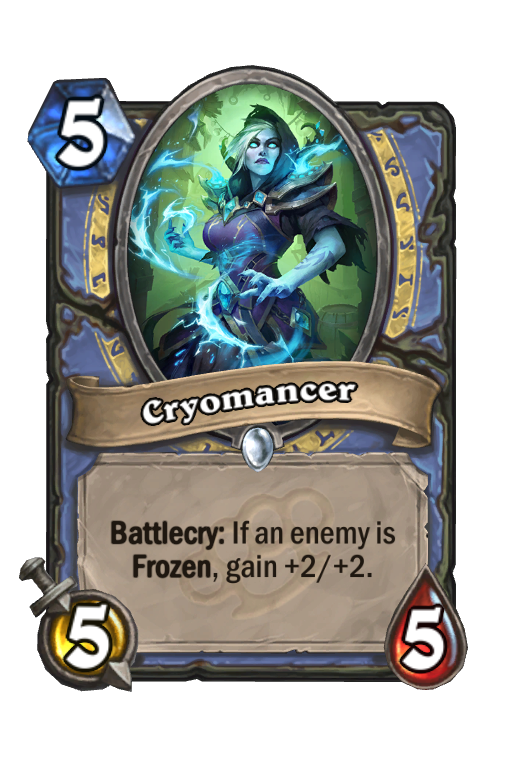 5
Cryomancer
Battlecry: If an enemy is
Frozen, gain +2/+2.
5
5